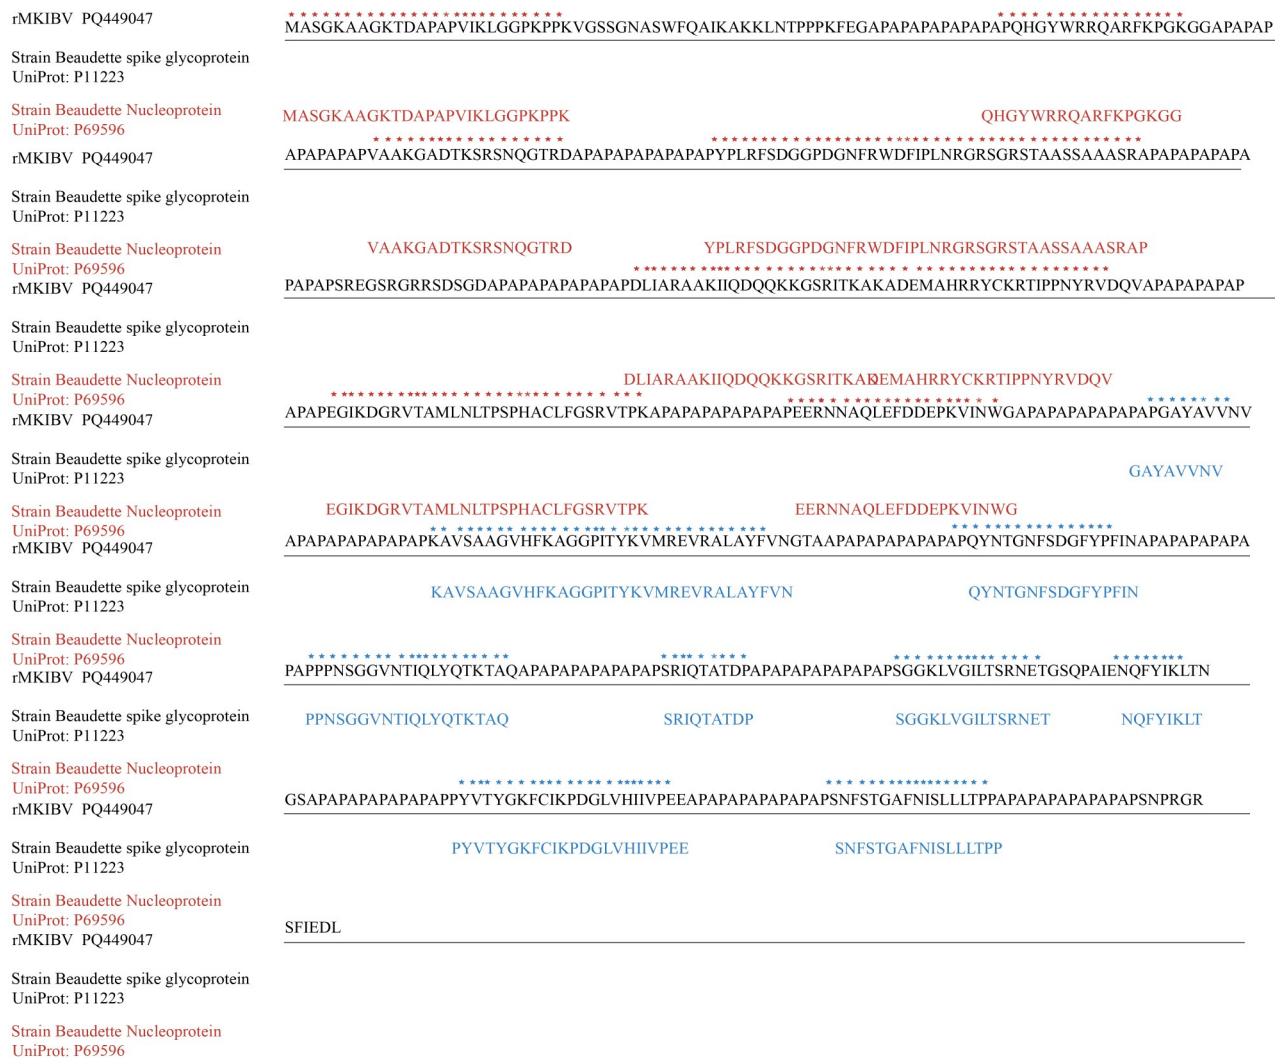 rMKIBV PQ449047 MASGKAAGKTDAPAPVIKLGGPKPPKVGSSGNASWFQAIKAKKLNTPPPKFEGAPAPAPAPAPAPAPQHGYWRRQARFKPGKGGAPAPAP
Strain Beaudette spike glycoprotein
UniProt: P11223
Strain Beaudette Nucleoprotein MASGKAAGKTDAPAPVIKLGGPKPPK QHGYWRRQARFKPGKGG
UniProt: P69596
rMKIBV PQ449047 APAPAPAPVAAKGADTKSRSNQGTRDAPAPAPAPAPAPAPYPLRFSDGGPDGNFRWDFIPLNRGRSGRSTAASSAAASRAPAPAPAPAPA
Strain Beaudette spike glycoprotein
UniProt: P11223
Strain Beaudette Nucleoprotein VAAKGADTKSRSNQGTRD YPLRFSDGGPDGNFRWDFIPLNRGRSGRSTAASSAAASRAP
UniProt: P69596
rMKIBV PQ449047 PAPAPSREGSRGRRSDSGDAPAPAPAPAPAPAPDLIARAAKIIQDQQKKGSRITKAKADEMAHRRYCKRTIPPNYRVDQVAPAPAPAPAP
Strain Beaudette spike glycoprotein
UniProt: P11223
Strain Beaudette Nucleoprotein DLIARAAKIIQDQQKKGSRITKADEMAHRRYCKRTIPPNYRVDQV
UniProt: P69596
rMKIBV PQ449047 APAPEGIKDGRVTAMLNLTPSPHACLFGSRVTPKAPAPAPAPAPAPAPEERNNAQLEFDDEPKVINWGAPAPAPAPAPAPAPGAYAVVNV
Strain Beaudette spike glycoprotein GAYAVVNV
UniProt: P11223
Strain Beaudette Nucleoprotein EGIKDGRVTAMLNLTPSPHACLFGSRVTPK EERNNAQLEFDDEPKVINWG
UniProt: P69596
rMKIBV PQ449047 APAPAPAPAPAPAPKAVSAAGVHFKAGGPITYKVMREVRALAYFVNGTAAPAPAPAPAPAPAPQYNTGNFSDGFYPFINAPAPAPAPAPA
Strain Beaudette spike glycoprotein KAVSAAGVHFKAGGPITYKVMREVRALAYFVN QYNTGNFSDGFYPFIN
UniProt: P11223
Strain Beaudette Nucleoprotein
UniProt: P69596
rMKIBV PQ449047 PAPPPNSGGVNTIQLYQTKTAQAPAPAPAPAPAPAPSRIQTATDPAPAPAPAPAPAPAPSGGKLVGILTSRNETGSQPAIENQFYIKLTN
Strain Beaudette spike glycoprotein PPNSGGVNTIQLYQTKTAQ SRIQTATDP SGGKLVGILTSRNET NQFYIKLT
UniProt: P11223
Strain Beaudette Nucleoprotein
UniProt: P69596
rMKIBV PQ449047 GSAPAPAPAPAPAPAPPYVTYGKFCIKPDGLVHIIVPEEAPAPAPAPAPAPAPSNFSTGAFNISLLLTPPAPAPAPAPAPAPAPSNPRGR
Strain Beaudette spike glycoprotein PYVTYGKFCIKPDGLVHIIVPEE SNFSTGAFNISLLLTPP
UniProt: P11223
Strain Beaudette Nucleoprotein
UniProt: P69596 SFIEDL
rMKIBV PQ449047
Strain Beaudette spike glycoprotein
UniProt: P11223
Strain Beaudette Nucleoprotein
UniProt: P69596